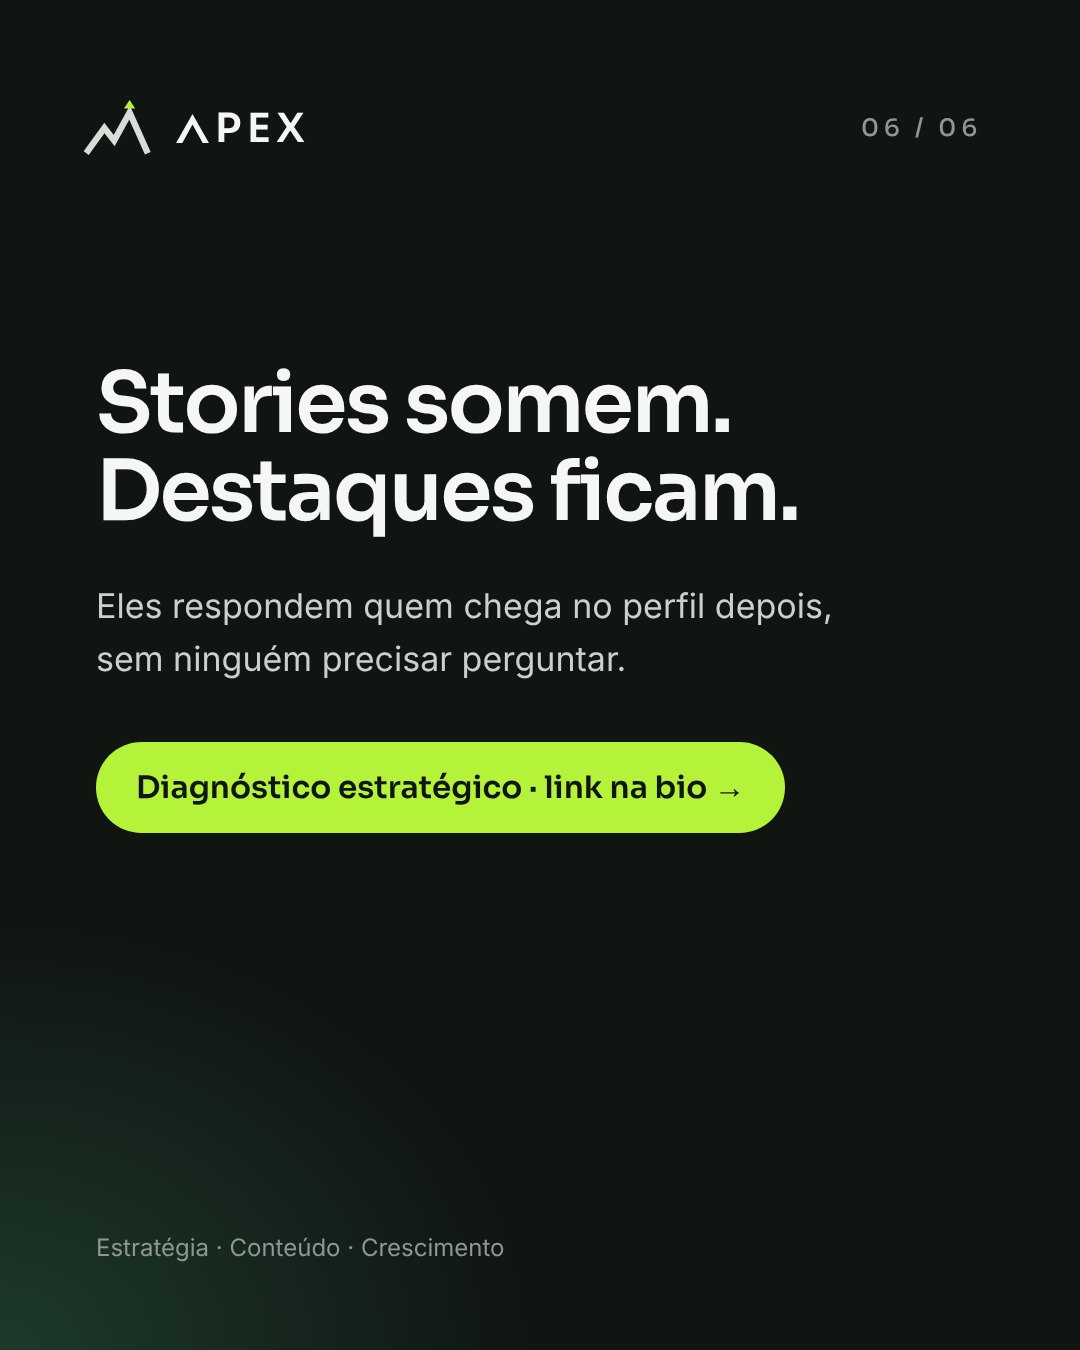 APEX
06 / 06
Stories somem.
Destaques ficam.
Eles respondem quem chega no perfil depois,
sem ninguém precisar perguntar.
Diagnóstico estratégico · link na bio →
Estratégia · Conteúdo · Crescimento